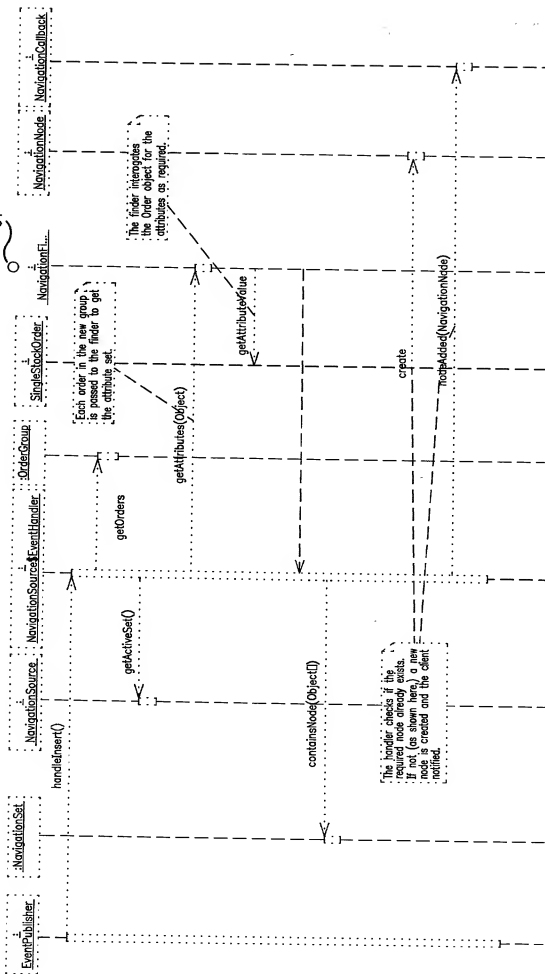 EventPublisher
:NavigationSet
NavigationSource
NavigationSource$EventHandler
:OrderGroup
SingleStockOrder
NavigationFi...
NavigationNode
NavigationCallback
handleInsert()
getOrders
getActiveSet()
Each order in the new group
is passed to the finder to get
the attribute set.
The finder interogates
the Order object for the
attributes as required.
getAttributes(Object)
getAttributeValue
containsNode(Object[])
create
nodeAdded(NavigationNode)
The handler checks if the
required node already exists.
If not (as shown here,) a new
node is created and the client
notified.